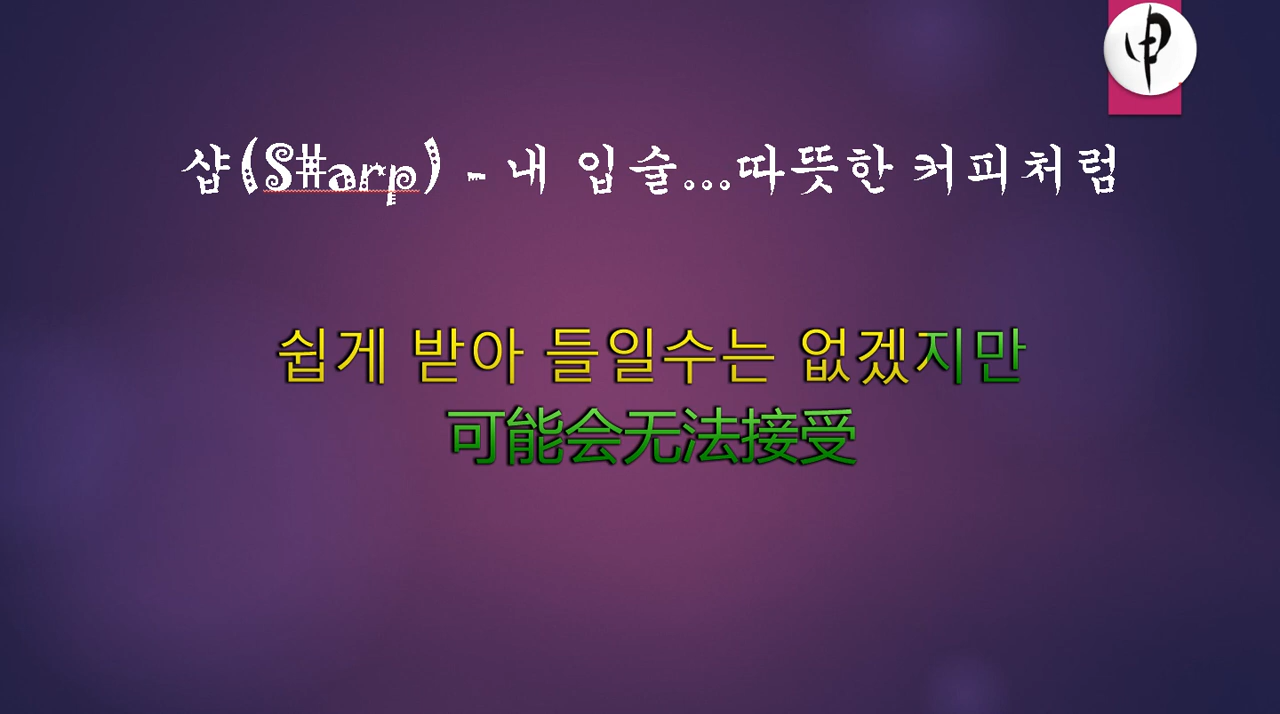 샵(S#arp) - 내 입술...따뜻한 커피처럼
쉽게 받아 들일수는 없겠지만
可能会无法接受